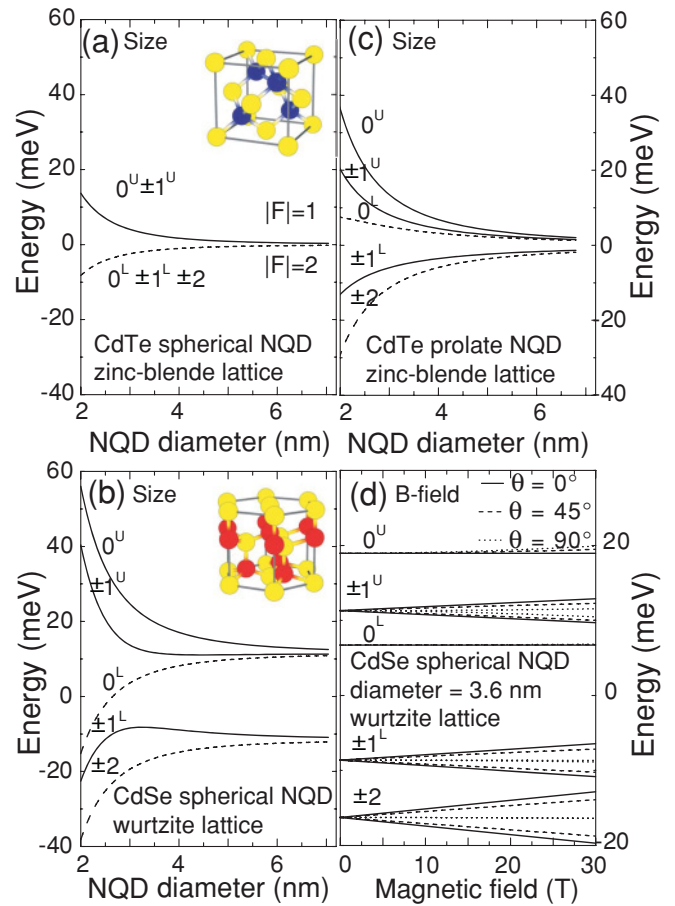 (a) Size
60
40
20
0
-20
-40
Energy (meV)
0ᵁ±1ᵁ
|F|=1
|F|=2
0ᴸ ±1ᴸ ±2
CdTe spherical NQD
zinc-blende lattice
2 4 6
NQD diameter (nm)
(c) Size
0ᵁ
±1ᵁ
0ᴸ
±1ᴸ
±2
CdTe prolate NQD
zinc-blende lattice
2 4 6
NQD diameter (nm)
60
40
20
0
-20
-40
Energy (meV)
(b) Size
60
40
20
0
-20
-40
Energy (meV)
0ᵁ
±1ᵁ
0ᴸ
±1ᴸ
±2
CdSe spherical NQD
wurtzite lattice
2 4 6
NQD diameter (nm)
(d) B-field
θ = 0°
θ = 45°
θ = 90°
0ᵁ
±1ᵁ
0ᴸ
CdSe spherical NQD
diameter = 3.6 nm
wurtzite lattice
±1ᴸ
±2
0 10 20 30
Magnetic field (T)
20
0
20
Energy (meV)